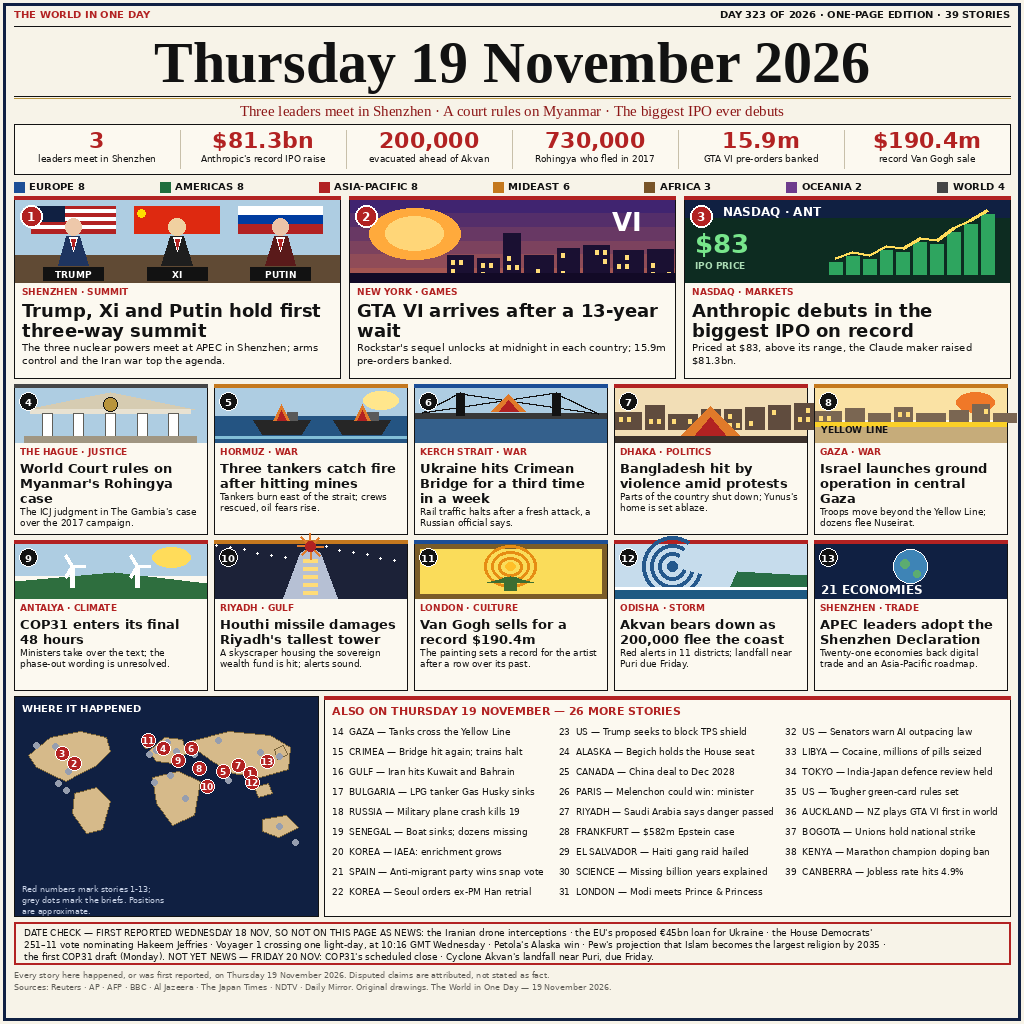 THE WORLD IN ONE DAY
DAY 323 OF 2026 · ONE-PAGE EDITION · 39 STORIES
Thursday 19 November 2026
Three leaders meet in Shenzhen · A court rules on Myanmar · The biggest IPO ever debuts
3
leaders meet in Shenzhen
$81.3bn
Anthropic's record IPO raise
200,000
evacuated ahead of Akvan
730,000
Rohingya who fled in 2017
15.9m
GTA VI pre-orders banked
$190.4m
record Van Gogh sale
EUROPE 8
AMERICAS 8
ASIA-PACIFIC 8
MIDEAST 6
AFRICA 3
OCEANIA 2
WORLD 4
1
TRUMP
XI
PUTIN
SHENZHEN · SUMMIT
Trump, Xi and Putin hold first
three-way summit
The three nuclear powers meet at APEC in Shenzhen; arms
control and the Iran war top the agenda.
2
VI
NEW YORK · GAMES
GTA VI arrives after a 13-year
wait
Rockstar's sequel unlocks at midnight in each country; 15.9m
pre-orders banked.
3
NASDAQ · ANT
$83
IPO PRICE
NASDAQ · MARKETS
Anthropic debuts in the
biggest IPO on record
Priced at $83, above its range, the Claude maker raised
$81.3bn.
4
THE HAGUE · JUSTICE
World Court rules on
Myanmar's Rohingya
case
The ICJ judgment in The Gambia's case
over the 2017 campaign.
5
HORMUZ · WAR
Three tankers catch fire
after hitting mines
Tankers burn east of the strait; crews
rescued, oil fears rise.
6
KERCH STRAIT · WAR
Ukraine hits Crimean
Bridge for a third time
in a week
Rail traffic halts after a fresh attack, a
Russian official says.
7
DHAKA · POLITICS
Bangladesh hit by
violence amid protests
Parts of the country shut down; Yunus's
home is set ablaze.
8
YELLOW LINE
GAZA · WAR
Israel launches ground
operation in central
Gaza
Troops move beyond the Yellow Line;
dozens flee Nuseirat.
9
ANTALYA · CLIMATE
COP31 enters its final
48 hours
Ministers take over the text; the
phase-out wording is unresolved.
10
RIYADH · GULF
Houthi missile damages
Riyadh's tallest tower
A skyscraper housing the sovereign
wealth fund is hit; alerts sound.
11
LONDON · CULTURE
Van Gogh sells for a
record $190.4m
The painting sets a record for the artist
after a row over its past.
12
ODISHA · STORM
Akvan bears down as
200,000 flee the coast
Red alerts in 11 districts; landfall near
Puri due Friday.
13
21 ECONOMIES
SHENZHEN · TRADE
APEC leaders adopt the
Shenzhen Declaration
Twenty-one economies back digital
trade and an Asia-Pacific roadmap.
WHERE IT HAPPENED
11
4
6
3
2
9
8
5
7
1
13
12
10
Red numbers mark stories 1-13;
grey dots mark the briefs. Positions
are approximate.
ALSO ON THURSDAY 19 NOVEMBER — 26 MORE STORIES
14 GAZA — Tanks cross the Yellow Line
15 CRIMEA — Bridge hit again; trains halt
16 GULF — Iran hits Kuwait and Bahrain
17 BULGARIA — LPG tanker Gas Husky sinks
18 RUSSIA — Military plane crash kills 19
19 SENEGAL — Boat sinks; dozens missing
20 KOREA — IAEA: enrichment grows
21 SPAIN — Anti-migrant party wins snap vote
22 KOREA — Seoul orders ex-PM Han retrial
23 US — Trump seeks to block TPS shield
24 ALASKA — Begich holds the House seat
25 CANADA — China deal to Dec 2028
26 PARIS — Melenchon could win: minister
27 RIYADH — Saudi Arabia says danger passed
28 FRANKFURT — $582m Epstein case
29 EL SALVADOR — Haiti gang raid hailed
30 SCIENCE — Missing billion years explained
31 LONDON — Modi meets Prince & Princess
32 US — Senators warn AI outpacing law
33 LIBYA — Cocaine, millions of pills seized
34 TOKYO — India-Japan defence review held
35 US — Tougher green-card rules set
36 AUCKLAND — NZ plays GTA VI first in world
37 BOGOTA — Unions hold national strike
38 KENYA — Marathon champion doping ban
39 CANBERRA — Jobless rate hits 4.9%
DATE CHECK — FIRST REPORTED WEDNESDAY 18 NOV, SO NOT ON THIS PAGE AS NEWS: the Iranian drone interceptions · the EU's proposed €45bn loan for Ukraine · the House Democrats'
251–11 vote nominating Hakeem Jeffries · Voyager 1 crossing one light-day, at 10:16 GMT Wednesday · Petola's Alaska win · Pew's projection that Islam becomes the largest religion by 2035 ·
the first COP31 draft (Monday). NOT YET NEWS — FRIDAY 20 NOV: COP31's scheduled close · Cyclone Akvan's landfall near Puri, due Friday.
Every story here happened, or was first reported, on Thursday 19 November 2026. Disputed claims are attributed, not stated as fact.
Sources: Reuters · AP · AFP · BBC · Al Jazeera · The Japan Times · NDTV · Daily Mirror. Original drawings. The World in One Day — 19 November 2026.